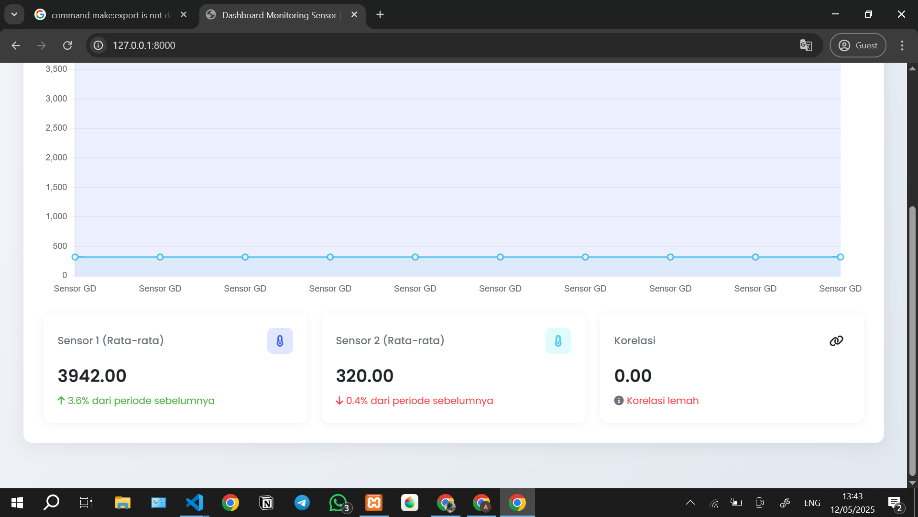 command make:export is not d
Dashboard Monitoring Sensor |
127.0.0.1:8000
Guest
3,500
3,000
2,500
2,000
1,500
1,000
500
0
Sensor GD Sensor GD Sensor GD Sensor GD Sensor GD Sensor GD Sensor GD Sensor GD Sensor GD Sensor GD
Sensor 1 (Rata-rata)
3942.00
3.6% dari periode sebelumnya
Sensor 2 (Rata-rata)
320.00
0.4% dari periode sebelumnya
Korelasi
0.00
Korelasi lemah
3
A
ENG
13:43
12/05/2025
2